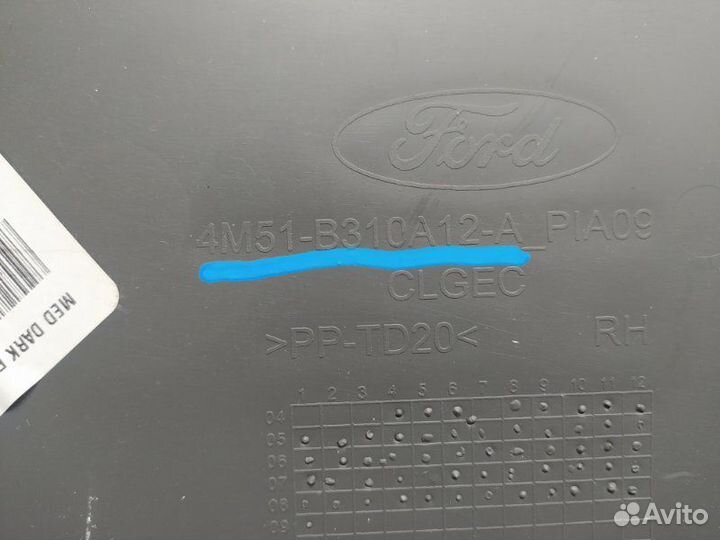 Ford
4M51-B310A12-A_PIA09
CLGEC
>PP-TD20<
RH
MED DARK
1 2 3 4 5 6 7 8 9 10 11 12
04
05
06
07
08
09
Avito